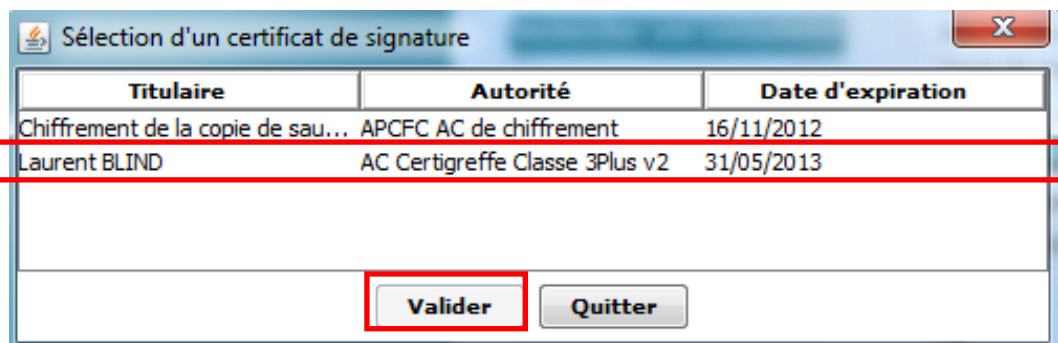 Sélection d'un certificat de signature
Titulaire Autorité Date d'expiration
Chiffrement de la copie de sau... APCFC AC de chiffrement 16/11/2012
Laurent BLIND AC Certigreffe Classe 3Plus v2 31/05/2013
Valider Quitter